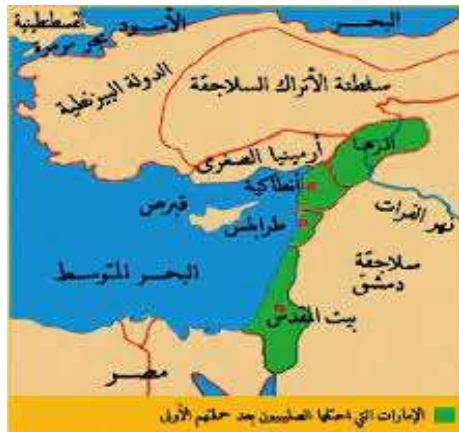 البحر
الأسود
قسطنطينية
بحر مرمرة
الدولة البيزنطية
سلطنة الأتراك السلاجقة
الرها
أرمينيا الصغرى
أنطاكية
قبرص
طرابلس
نهر الفرات
البحر المتوسط
سلاجقة
دمشق
بيت المقدس
مصر
الإمارات التي احتلها الصليبيون بعد حملتهم الأولى